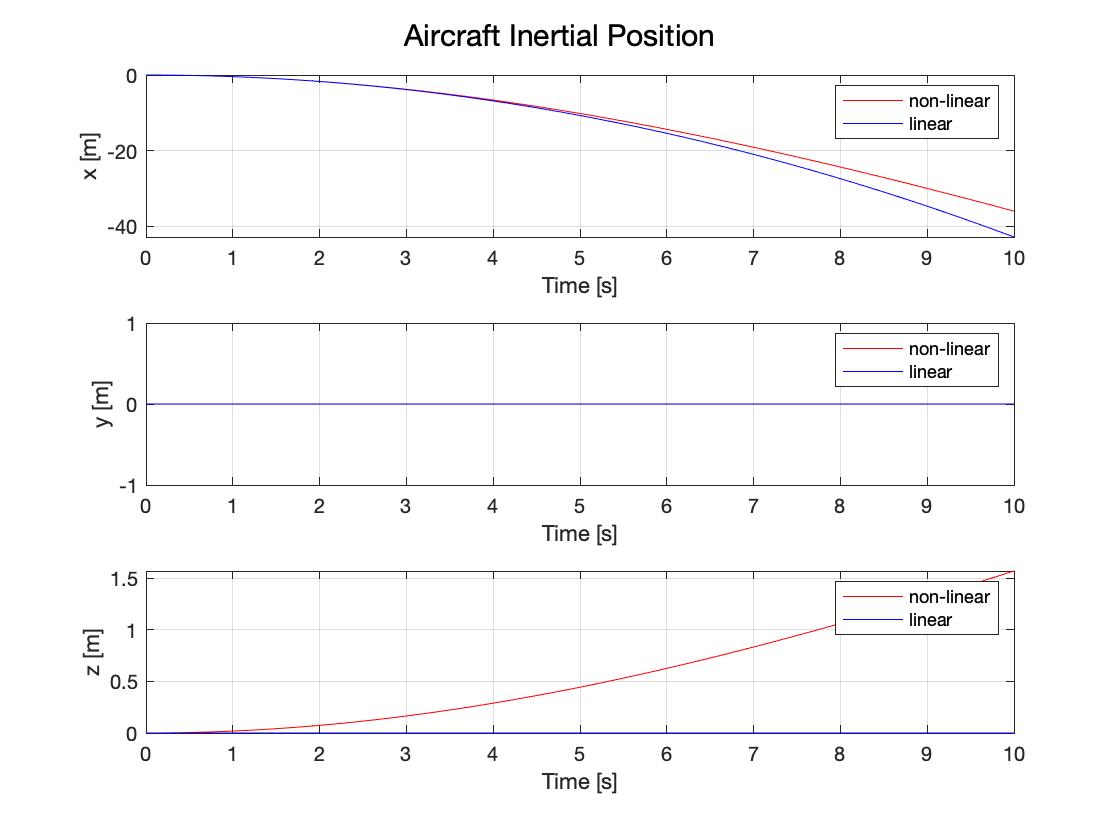 Aircraft Inertial Position
0
-20
-40
x [m]
non-linear
linear
0 1 2 3 4 5 6 7 8 9 10
Time [s]
1
0
-1
y [m]
non-linear
linear
0 1 2 3 4 5 6 7 8 9 10
Time [s]
1.5
1
0.5
0
z [m]
non-linear
linear
0 1 2 3 4 5 6 7 8 9 10
Time [s]